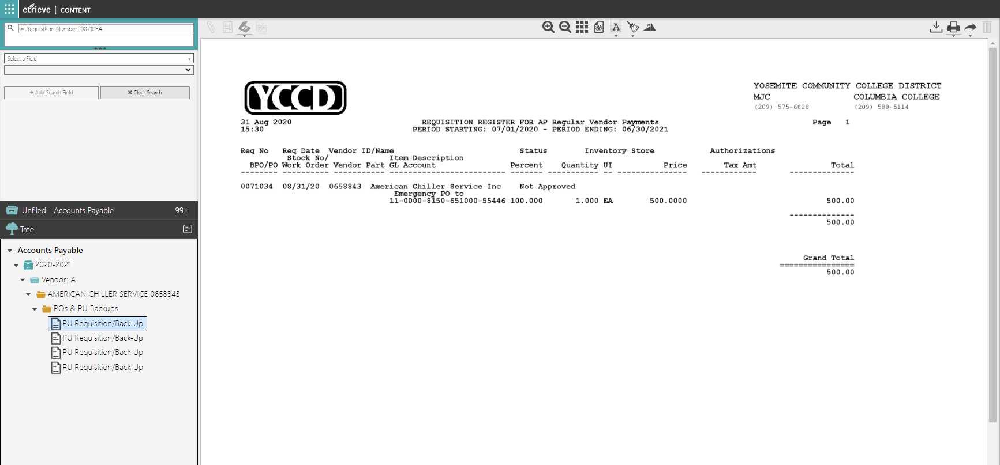 etrieve | CONTENT
× Requisition Number: 0071034
Select a Field
+ Add Search Field
× Clear Search
Unfiled - Accounts Payable 99+
Tree
Accounts Payable
2020-2021
Vendor: A
AMERICAN CHILLER SERVICE 0658843
POs & PU Backups
PU Requisition/Back-Up
PU Requisition/Back-Up
PU Requisition/Back-Up
PU Requisition/Back-Up
A
YCCD
YOSEMITE COMMUNITY COLLEGE DISTRICT
MJC COLUMBIA COLLEGE
(209) 575-6828 (209) 588-5114
31 Aug 2020 REQUISITION REGISTER FOR AP Regular Vendor Payments Page 1
15:30 PERIOD STARTING: 07/01/2020 - PERIOD ENDING: 06/30/2021
Req No Req Date Vendor ID/Name Status Inventory Store Authorizations
Stock No/ Item Description
BPO/PO Work Order Vendor Part GL Account Percent Quantity UI Price Tax Amt Total
-------- ---------- ----------- ------------------------- ------- ----------- -- --------------- ------------ --------------
0071034 08/31/20 0658843 American Chiller Service Inc Not Approved
Emergency PO to
11-0000-8150-651000-55446 100.000 1.000 EA 500.0000 500.00
--------------
500.00
Grand Total
================
500.00